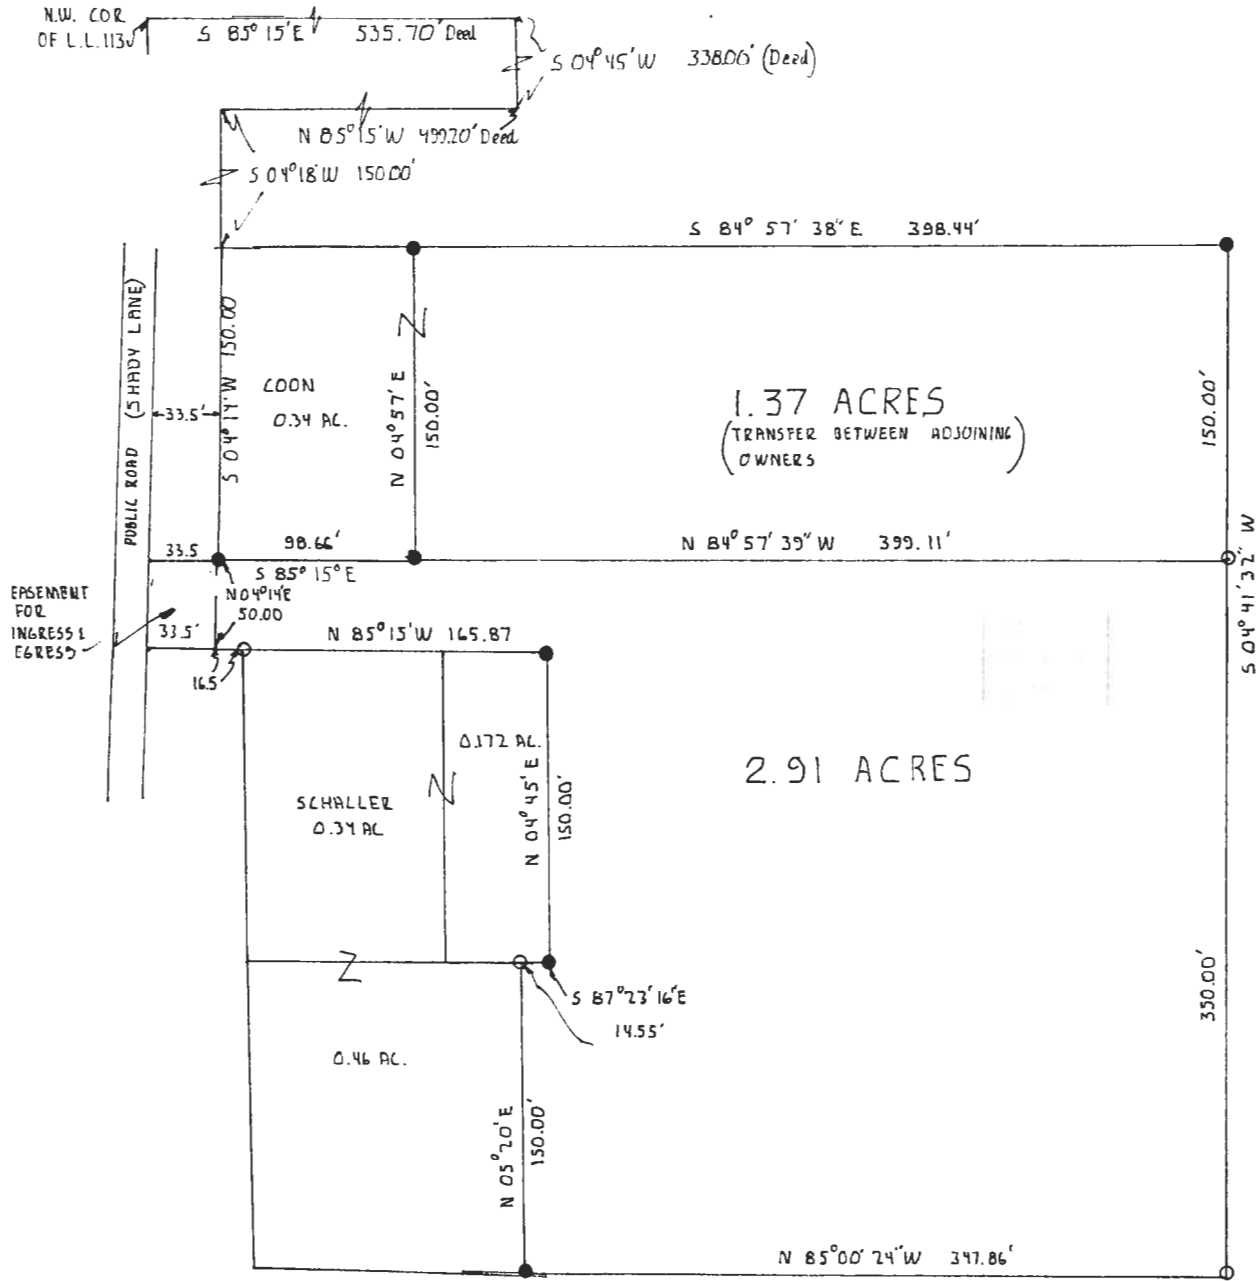 N.W. COR
OF L.L. 113
S 85° 15' E 535.70' Deed
S 04° 45' W 338.06' (Deed)
N 85° 15' W 499.20' Deed
S 04° 18' W 150.00'
S 84° 57' 38" E 398.44'
PUBLIC ROAD (SHADY LANE)
33.5'
S 04° 14' W 150.00
COON
0.34 AC.
N 04° 57' E
150.00'
1.37 ACRES
(TRANSFER BETWEEN ADJOINING
OWNERS)
150.00'
S 04° 41' 32" W
33.5
98.66'
S 85° 15° E
N 84° 57' 39" W 399.11'
EASEMENT
FOR
INGRESS &
EGRESS
N 04° 14' E
50.00
33.5'
16.5
N 85° 15' W 165.87
0.172 AC.
SCHALLER
0.34 AC
N 04° 45' E
150.00'
2.91 ACRES
S 87° 23' 16" E
14.55'
350.00'
0.46 AC.
N 05° 20' E
150.00'
N 85° 00' 24" W 347.86'